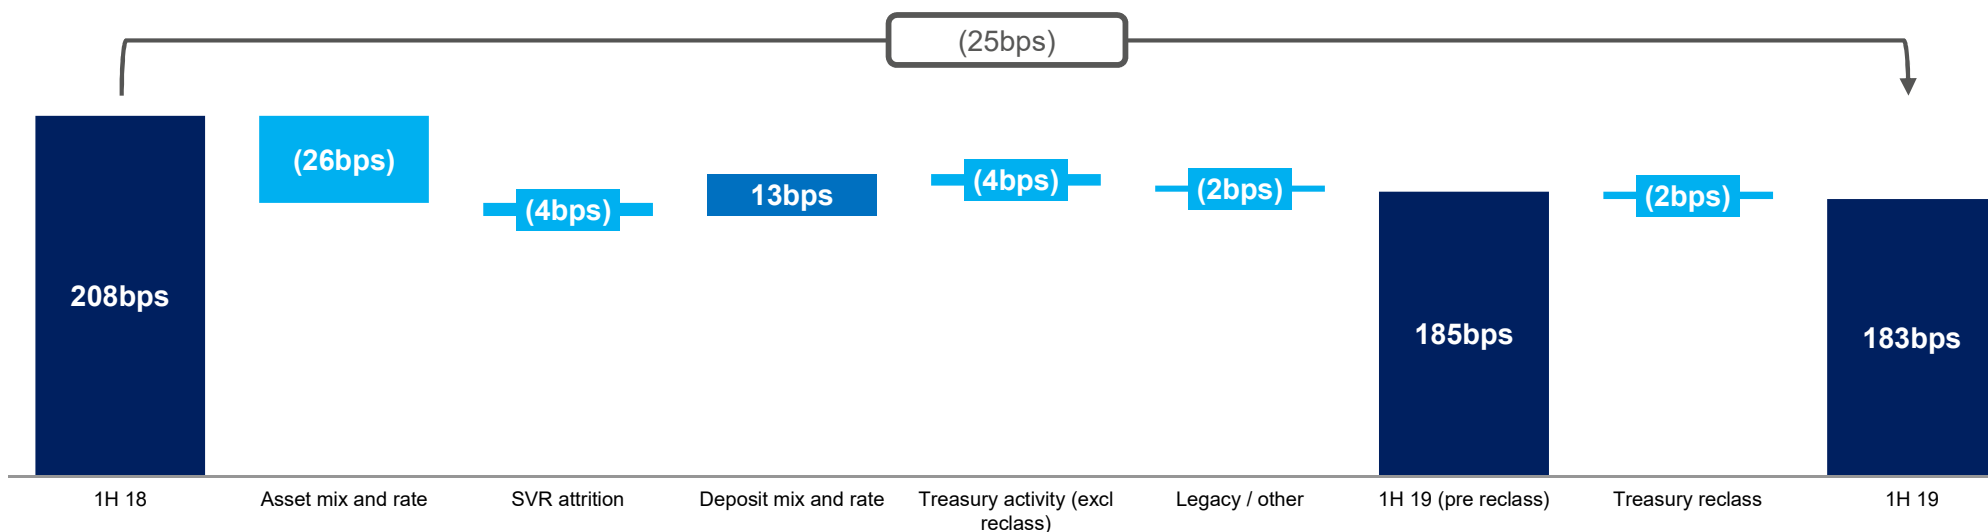 (25bps)
208bps
(26bps)
(4bps)
13bps
(4bps)
(2bps)
185bps
(2bps)
183bps
1H 18
Asset mix and rate
SVR attrition
Deposit mix and rate
Treasury activity (excl
reclass)
Legacy / other
1H 19 (pre reclass)
Treasury reclass
1H 19